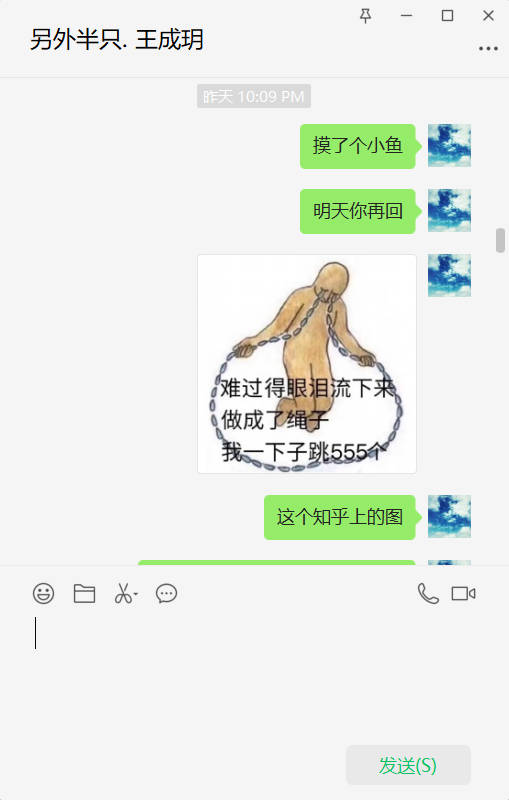 另外半只. 王成玥
昨天 10:09 PM
摸了个小鱼
明天你再回
难过得眼泪流下来
做成了绳子
我一下子跳555个
这个知乎上的图
发送(S)